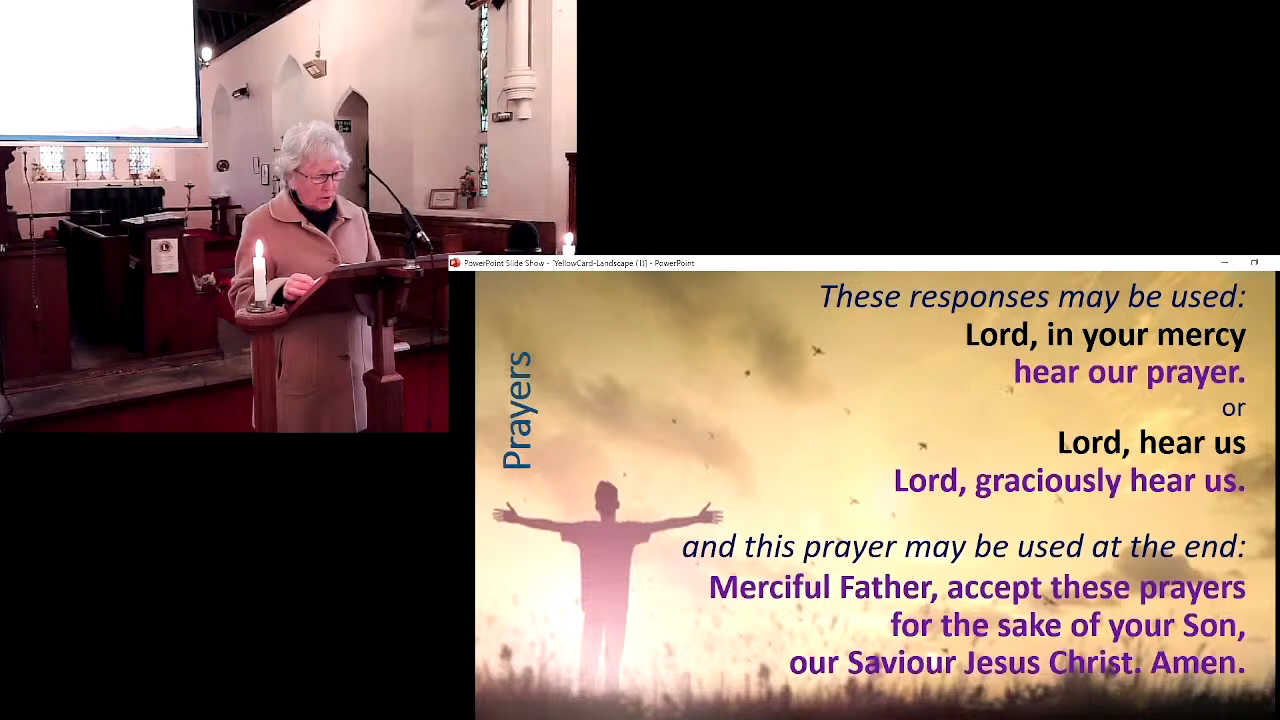 PowerPoint Slide Show - [YellowCard-Landscape (1)] - PowerPoint
Prayers
These responses may be used:
Lord, in your mercy
hear our prayer.
or
Lord, hear us
Lord, graciously hear us.
and this prayer may be used at the end:
Merciful Father, accept these prayers
for the sake of your Son,
our Saviour Jesus Christ. Amen.